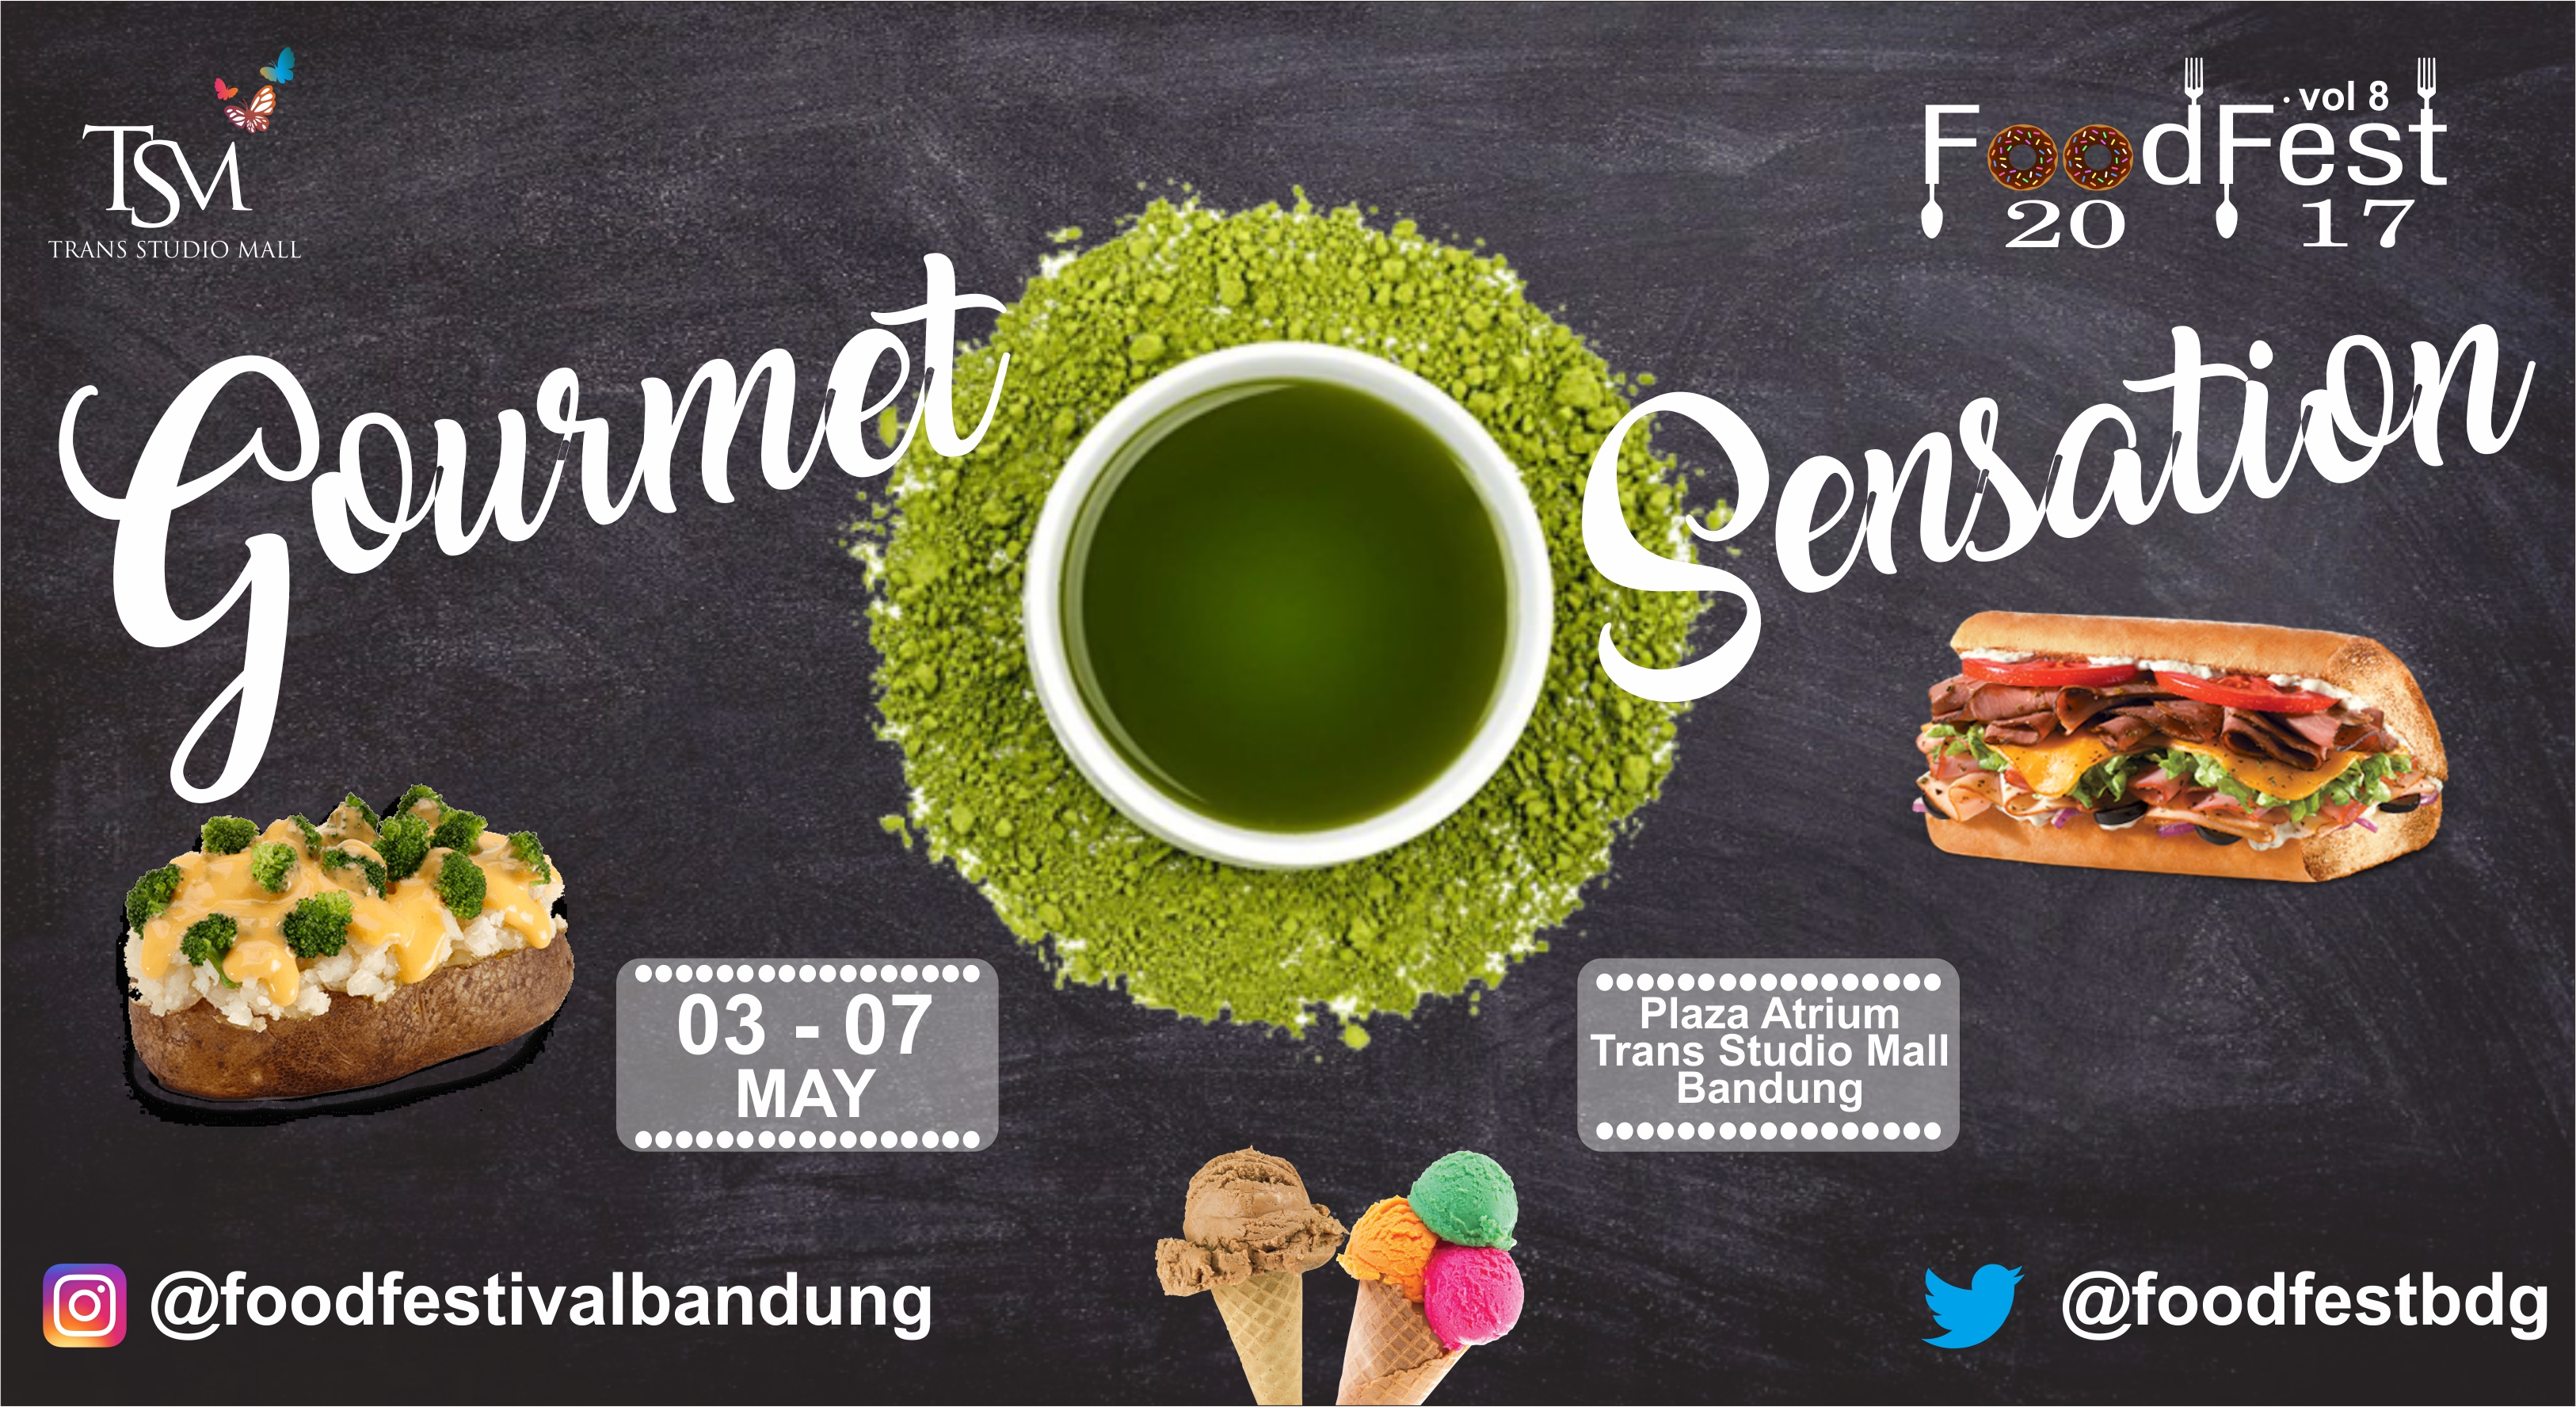 TSM
TRANS STUDIO MALL
vol 8
FoodFest
20 17
Gourmet Sensation
03 - 07
MAY
Plaza Atrium
Trans Studio Mall
Bandung
@foodfestivalbandung
@foodfestbdg